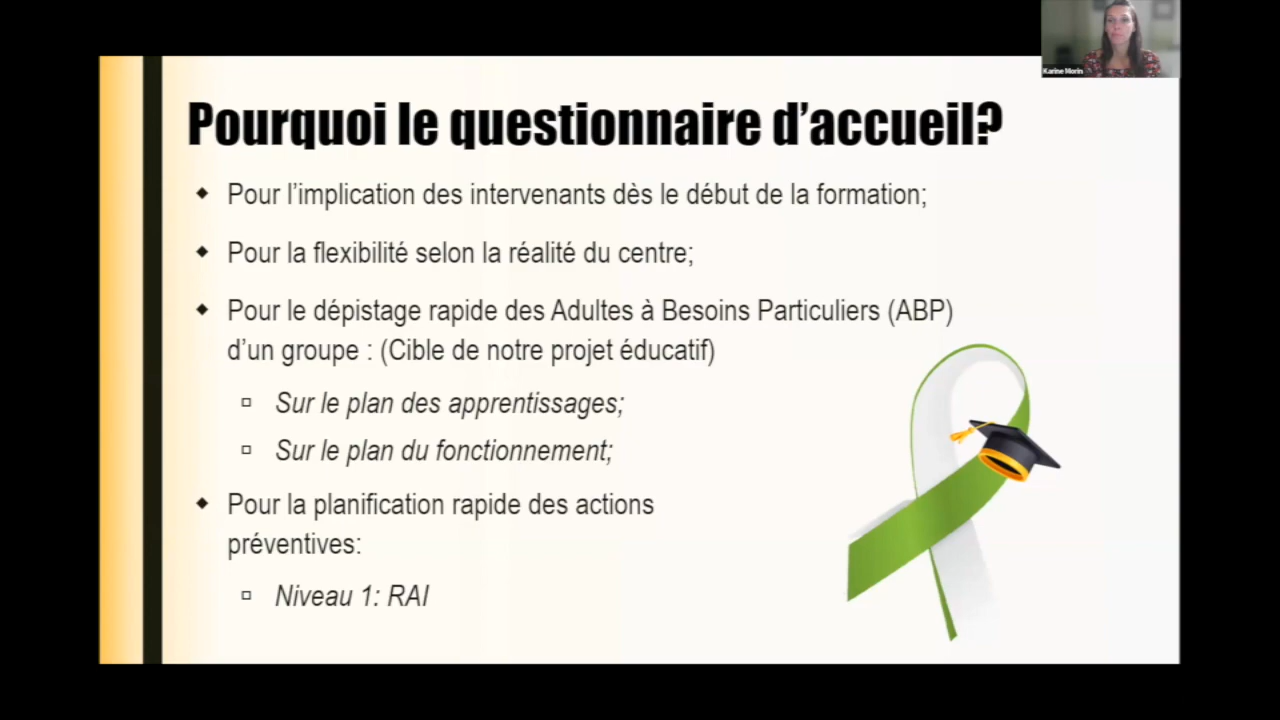 Karine Morin
Pourquoi le questionnaire d’accueil?
Pour l’implication des intervenants dès le début de la formation;
Pour la flexibilité selon la réalité du centre;
Pour le dépistage rapide des Adultes à Besoins Particuliers (ABP)
d’un groupe : (Cible de notre projet éducatif)
Sur le plan des apprentissages;
Sur le plan du fonctionnement;
Pour la planification rapide des actions
préventives:
Niveau 1: RAI